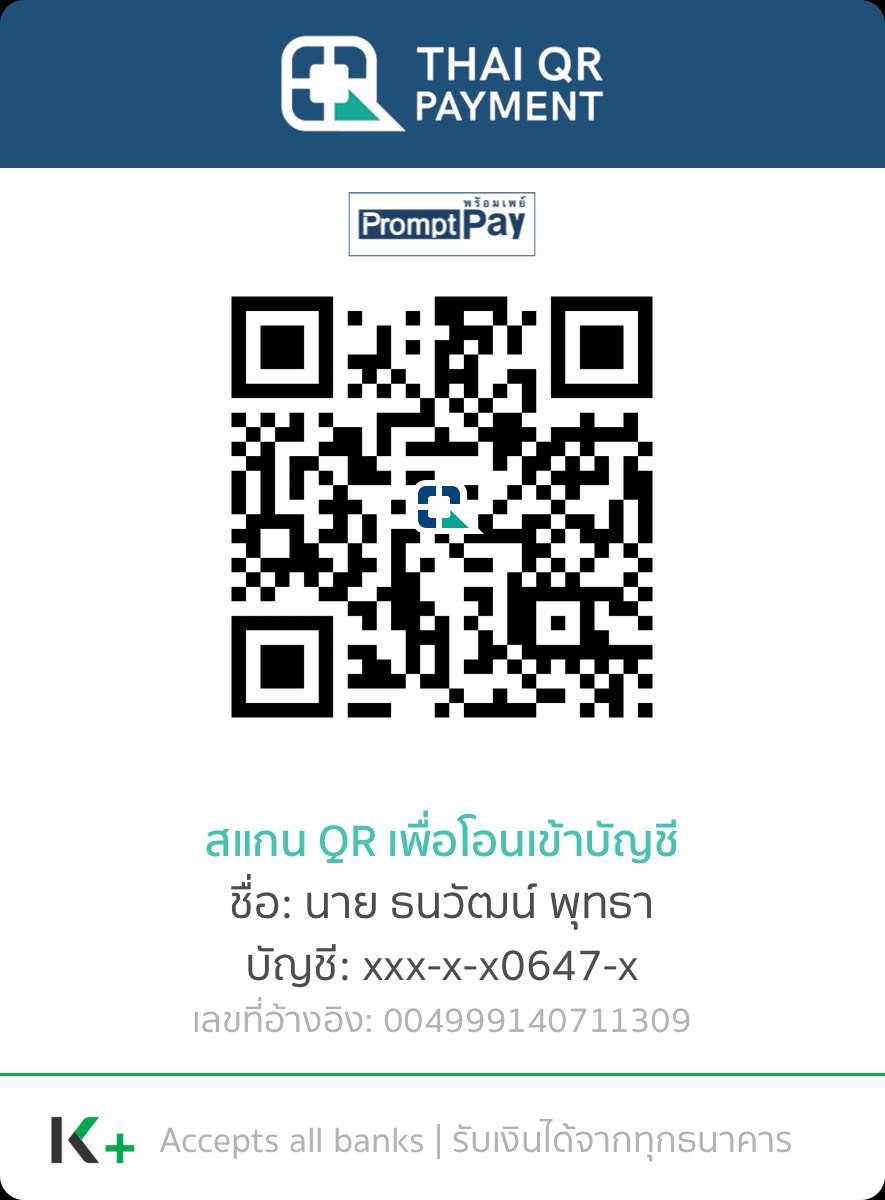 THAI QR
PAYMENT
พร้อมเพย์
PromptPay
สแกน QR เพื่อโอนเข้าบัญชี
ชื่อ: นาย ธนวัฒน์ พุทธา
บัญชี: xxx-x-x0647-x
เลขที่อ้างอิง: 004999140711309
K+ Accepts all banks | รับเงินได้จากทุกธนาคาร